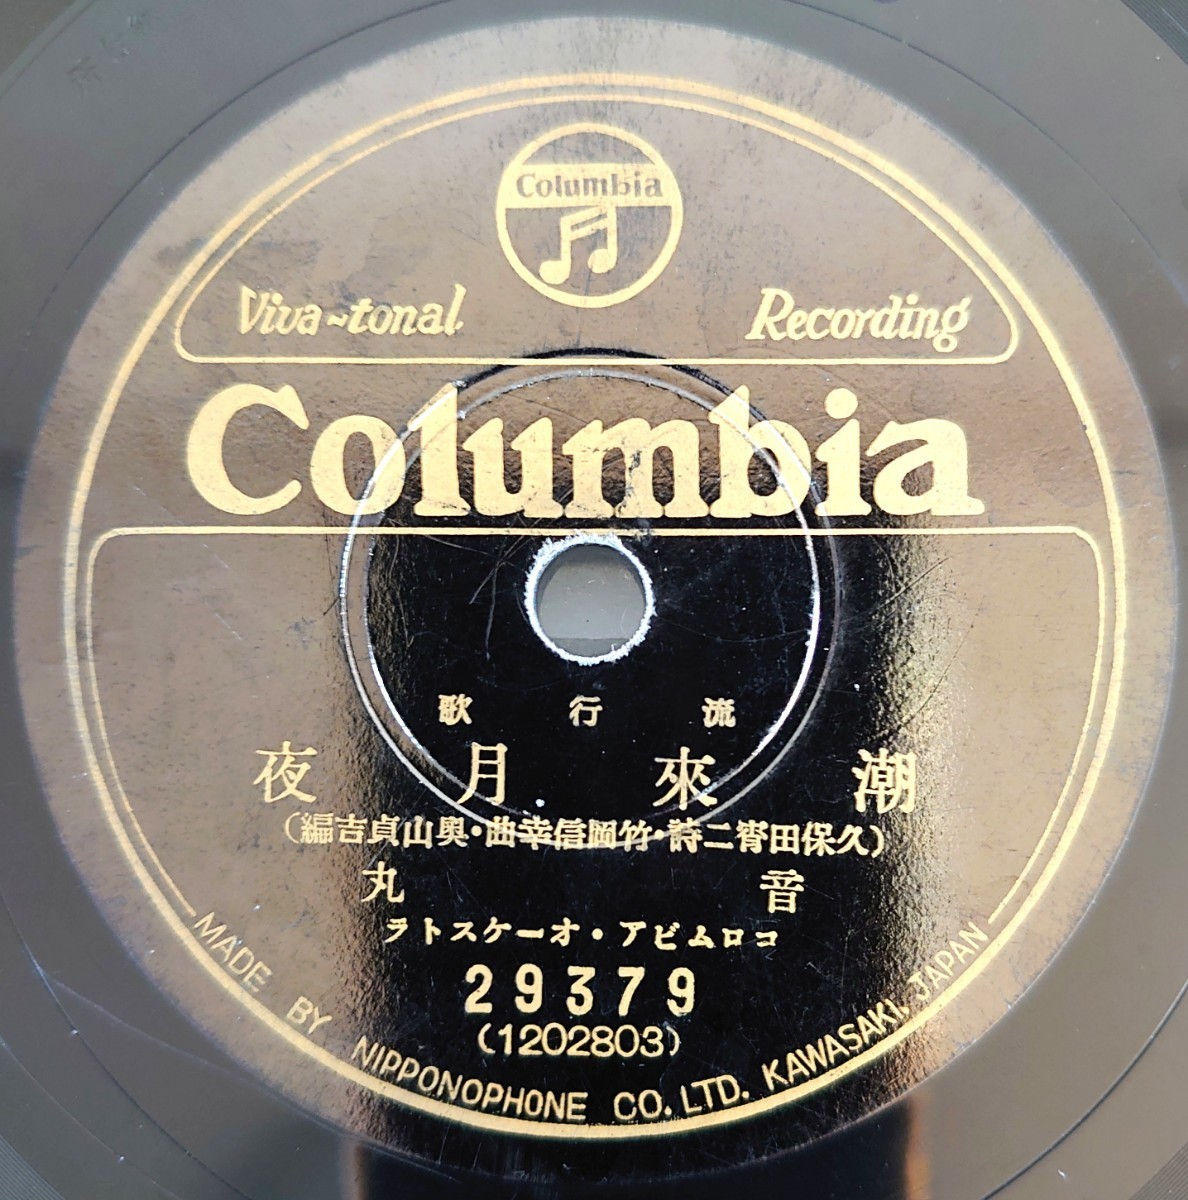 Columbia
Viva-tonal Recording
Columbia
流行歌
潮來月夜
(久保田宵二詩・竹岡信幸曲・奥山貞吉編)
音丸
コロムビア・オーケストラ
29379
(1202803)
MADE BY NIPPONOPHONE CO. LTD. KAWASAKI, JAPAN